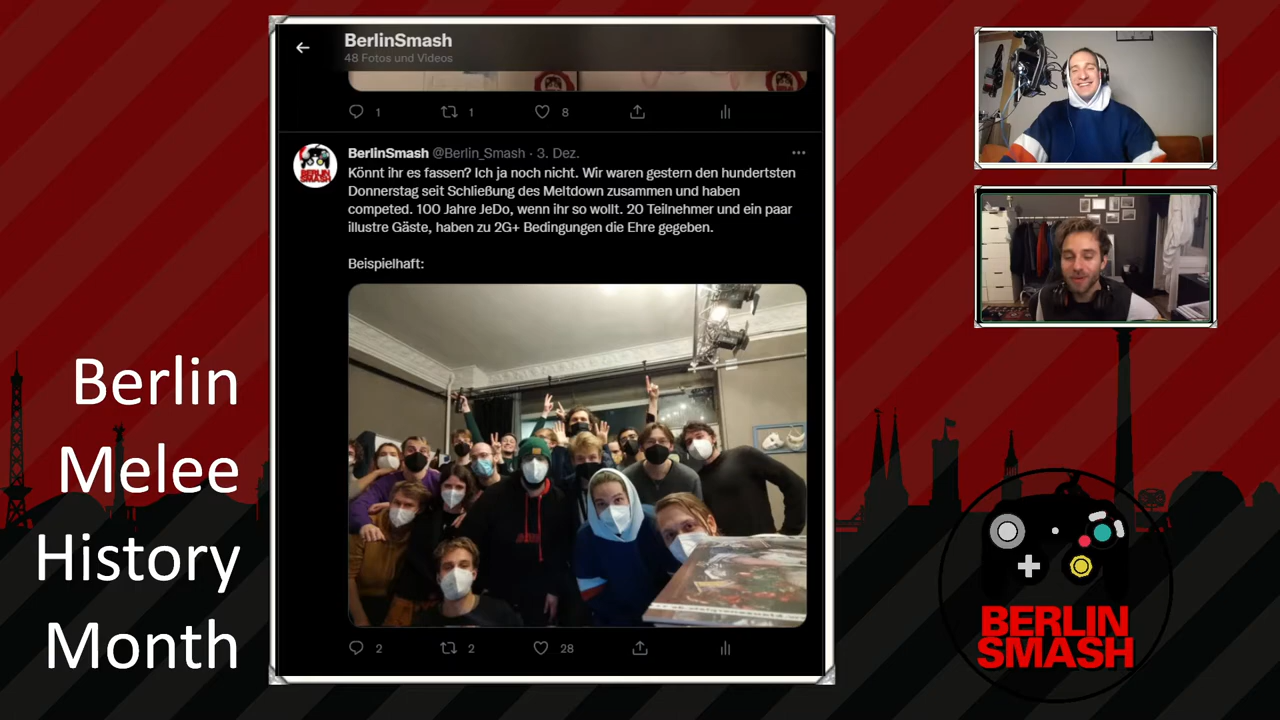 BerlinSmash
48 Fotos und Videos
1 1 8
BerlinSmash @Berlin_Smash · 3. Dez.
Könnt ihr es fassen? Ich ja noch nicht. Wir waren gestern den hundertsten
Donnerstag seit Schließung des Meltdown zusammen und haben
competed. 100 Jahre JeDo, wenn ihr so wollt. 20 Teilnehmer und ein paar
illustre Gäste, haben zu 2G+ Bedingungen die Ehre gegeben.
Beispielhaft:
2 2 28
Berlin
Melee
History
Month
BERLIN
SMASH